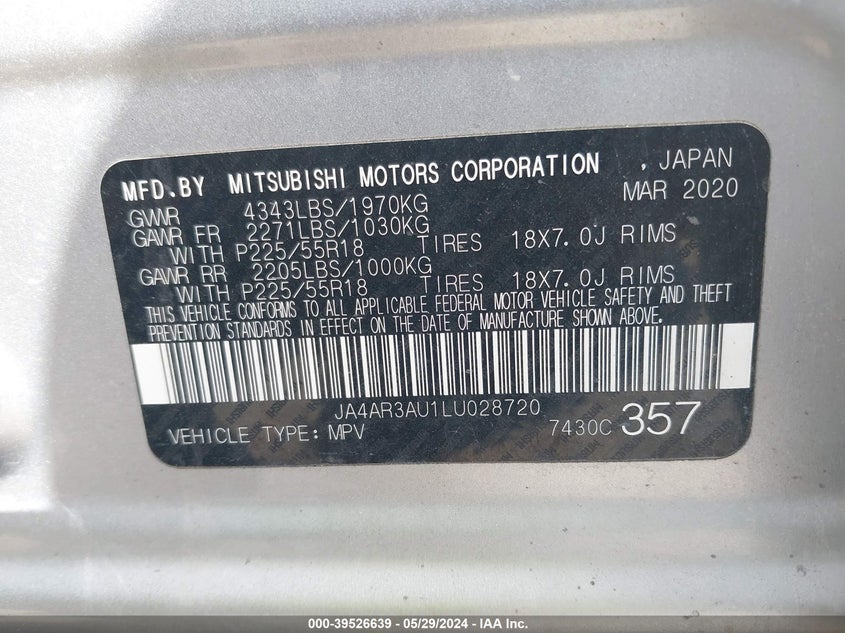 MFD.BY MITSUBISHI MOTORS CORPORATION , JAPAN
MAR 2020
GVWR 4343LBS/1970KG
GAWR FR 2271LBS/1030KG
WITH P225/55R18 TIRES 18X7.0J RIMS
GAWR RR 2205LBS/1000KG
WITH P225/55R18 TIRES 18X7.0J RIMS
THIS VEHICLE CONFORMS TO ALL APPLICABLE FEDERAL MOTOR VEHICLE SAFETY AND THEFT
PREVENTION STANDARDS IN EFFECT ON THE DATE OF MANUFACTURE SHOWN ABOVE.
JA4AR3AU1LU028720
VEHICLE TYPE: MPV 7430C 357
000-39526639 - 05/29/2024 - IAA Inc.